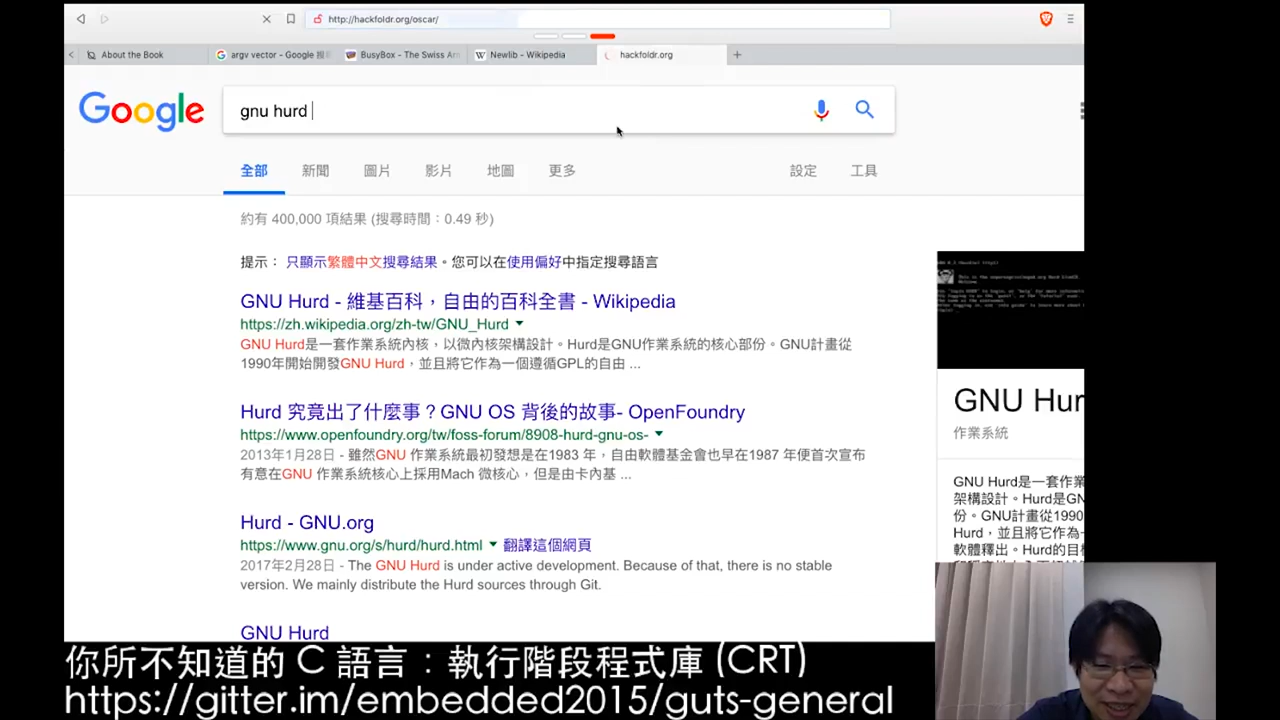 http://hackfoldr.org/oscar/
About the Book
argv vector - Google 搜
BusyBox - The Swiss Arm
Newlib - Wikipedia
hackfoldr.org
Google
gnu hurd
全部 新聞 圖片 影片 地圖 更多 設定 工具
約有 400,000 項結果 (搜尋時間：0.49 秒)
提示： 只顯示繁體中文搜尋結果。您可以在使用偏好中指定搜尋語言
GNU Hurd - 維基百科，自由的百科全書 - Wikipedia
https://zh.wikipedia.org/zh-tw/GNU_Hurd
GNU Hurd是一套作業系統內核，以微內核架構設計。Hurd是GNU作業系統的核心部份。GNU計畫從
1990年開始開發GNU Hurd，並且將它作為一個遵循GPL的自由 ...
Hurd 究竟出了什麼事？GNU OS 背後的故事- OpenFoundry
https://www.openfoundry.org/tw/foss-forum/8908-hurd-gnu-os-
2013年1月28日 - 雖然GNU 作業系統最初發想是在1983 年，自由軟體基金會也早在1987 年便首次宣布
有意在GNU 作業系統核心上採用Mach 微核心，但是由卡內基 ...
Hurd - GNU.org
https://www.gnu.org/s/hurd/hurd.html 翻譯這個網頁
2017年2月28日 - The GNU Hurd is under active development. Because of that, there is no stable
version. We mainly distribute the Hurd sources through Git.
GNU Hurd
GNU Hur
作業系統
GNU Hurd是一套作業
架構設計。Hurd是GN
份。GNU計畫從1990
Hurd，並且將它作為一
軟體釋出。Hurd的目標
你所不知道的 C 語言：執行階段程式庫 (CRT)
https://gitter.im/embedded2015/guts-general